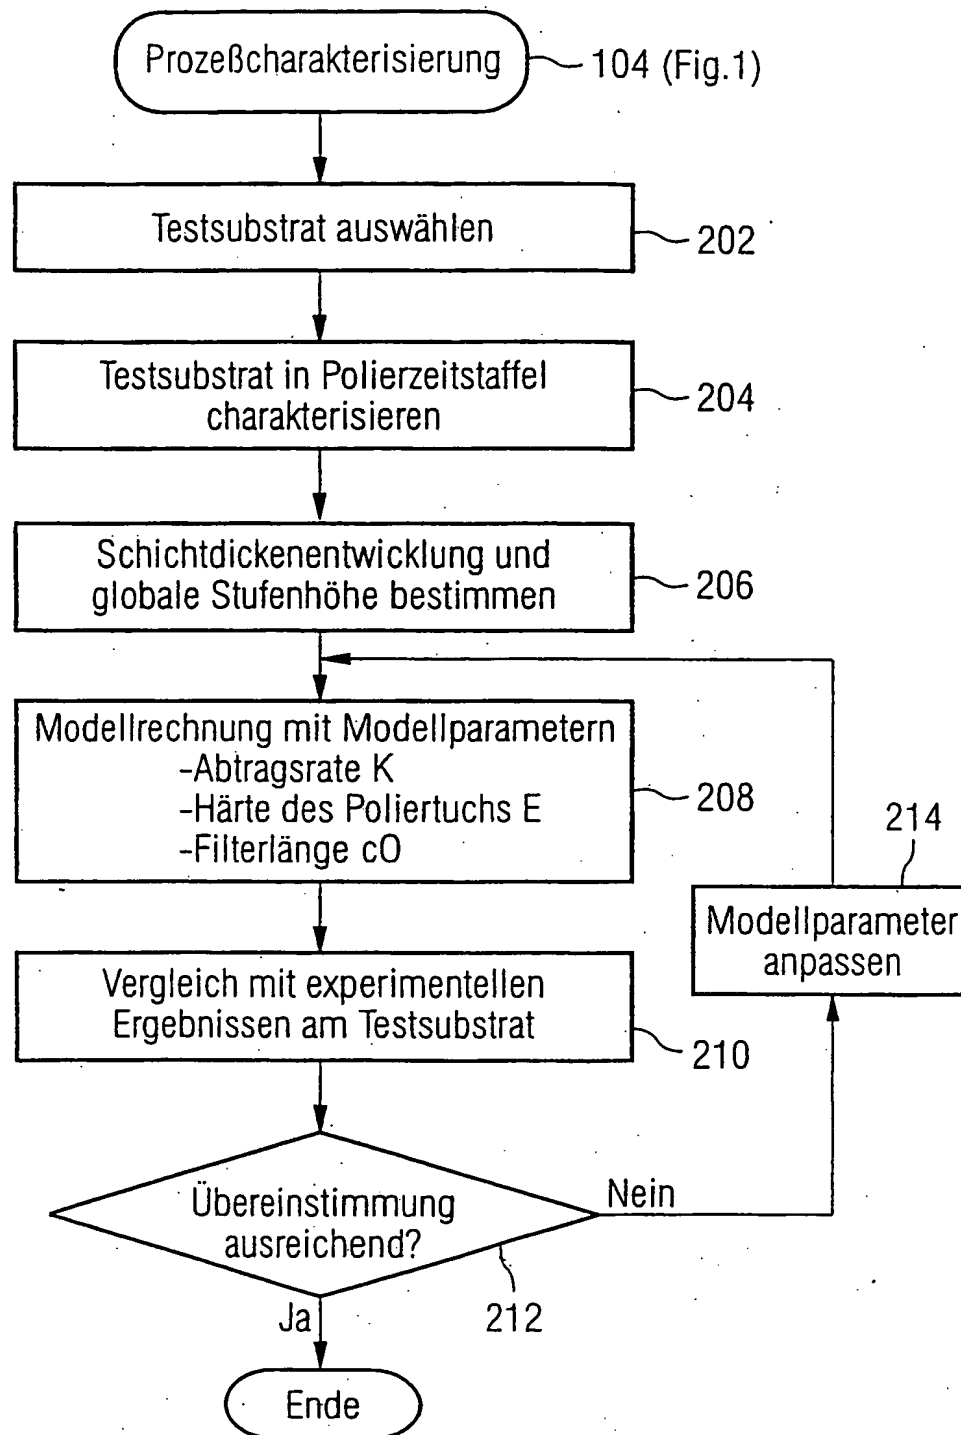 Prozeßcharakterisierung
104 (Fig.1)
Testsubstrat auswählen
202
Testsubstrat in Polierzeitstaffel
charakterisieren
204
Schichtdickenentwicklung und
globale Stufenhöhe bestimmen
206
Modellrechnung mit Modellparametern
-Abtragsrate K
-Härte des Poliertuchs E
-Filterlänge cO
208
214
Modellparameter
anpassen
Vergleich mit experimentellen
Ergebnissen am Testsubstrat
210
Übereinstimmung
ausreichend?
Nein
212
Ja
Ende